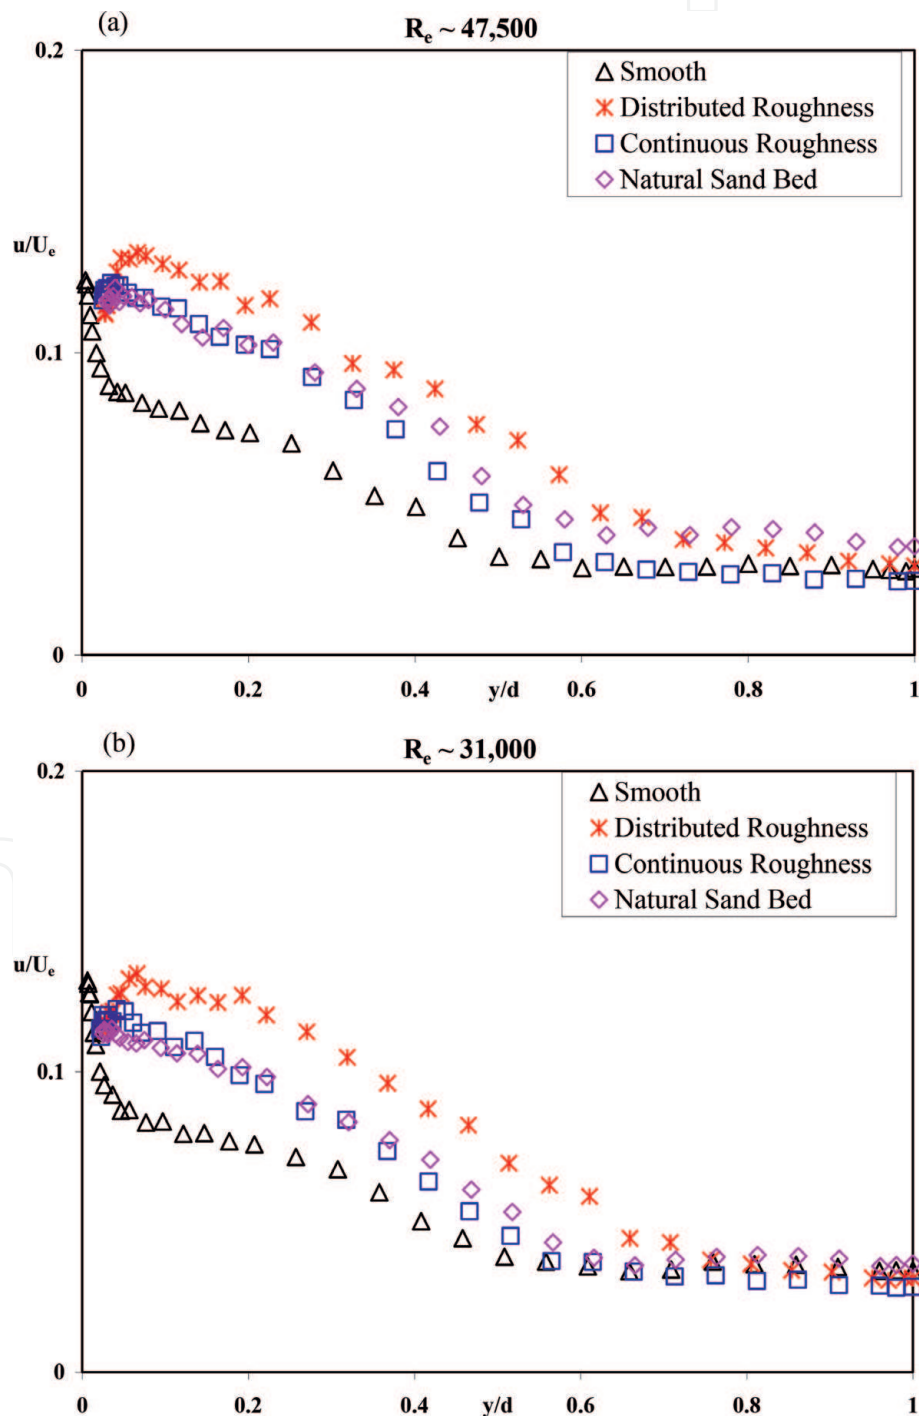 (a)
Rₑ ~ 47,500
0.2
Smooth
Distributed Roughness
Continuous Roughness
Natural Sand Bed
u/Uₑ
0.1
0
0 0.2 0.4 y/d 0.6 0.8 1
(b)
Rₑ ~ 31,000
0.2
Smooth
Distributed Roughness
Continuous Roughness
Natural Sand Bed
u/Uₑ
0.1
0
0 0.2 0.4 y/d 0.6 0.8 1